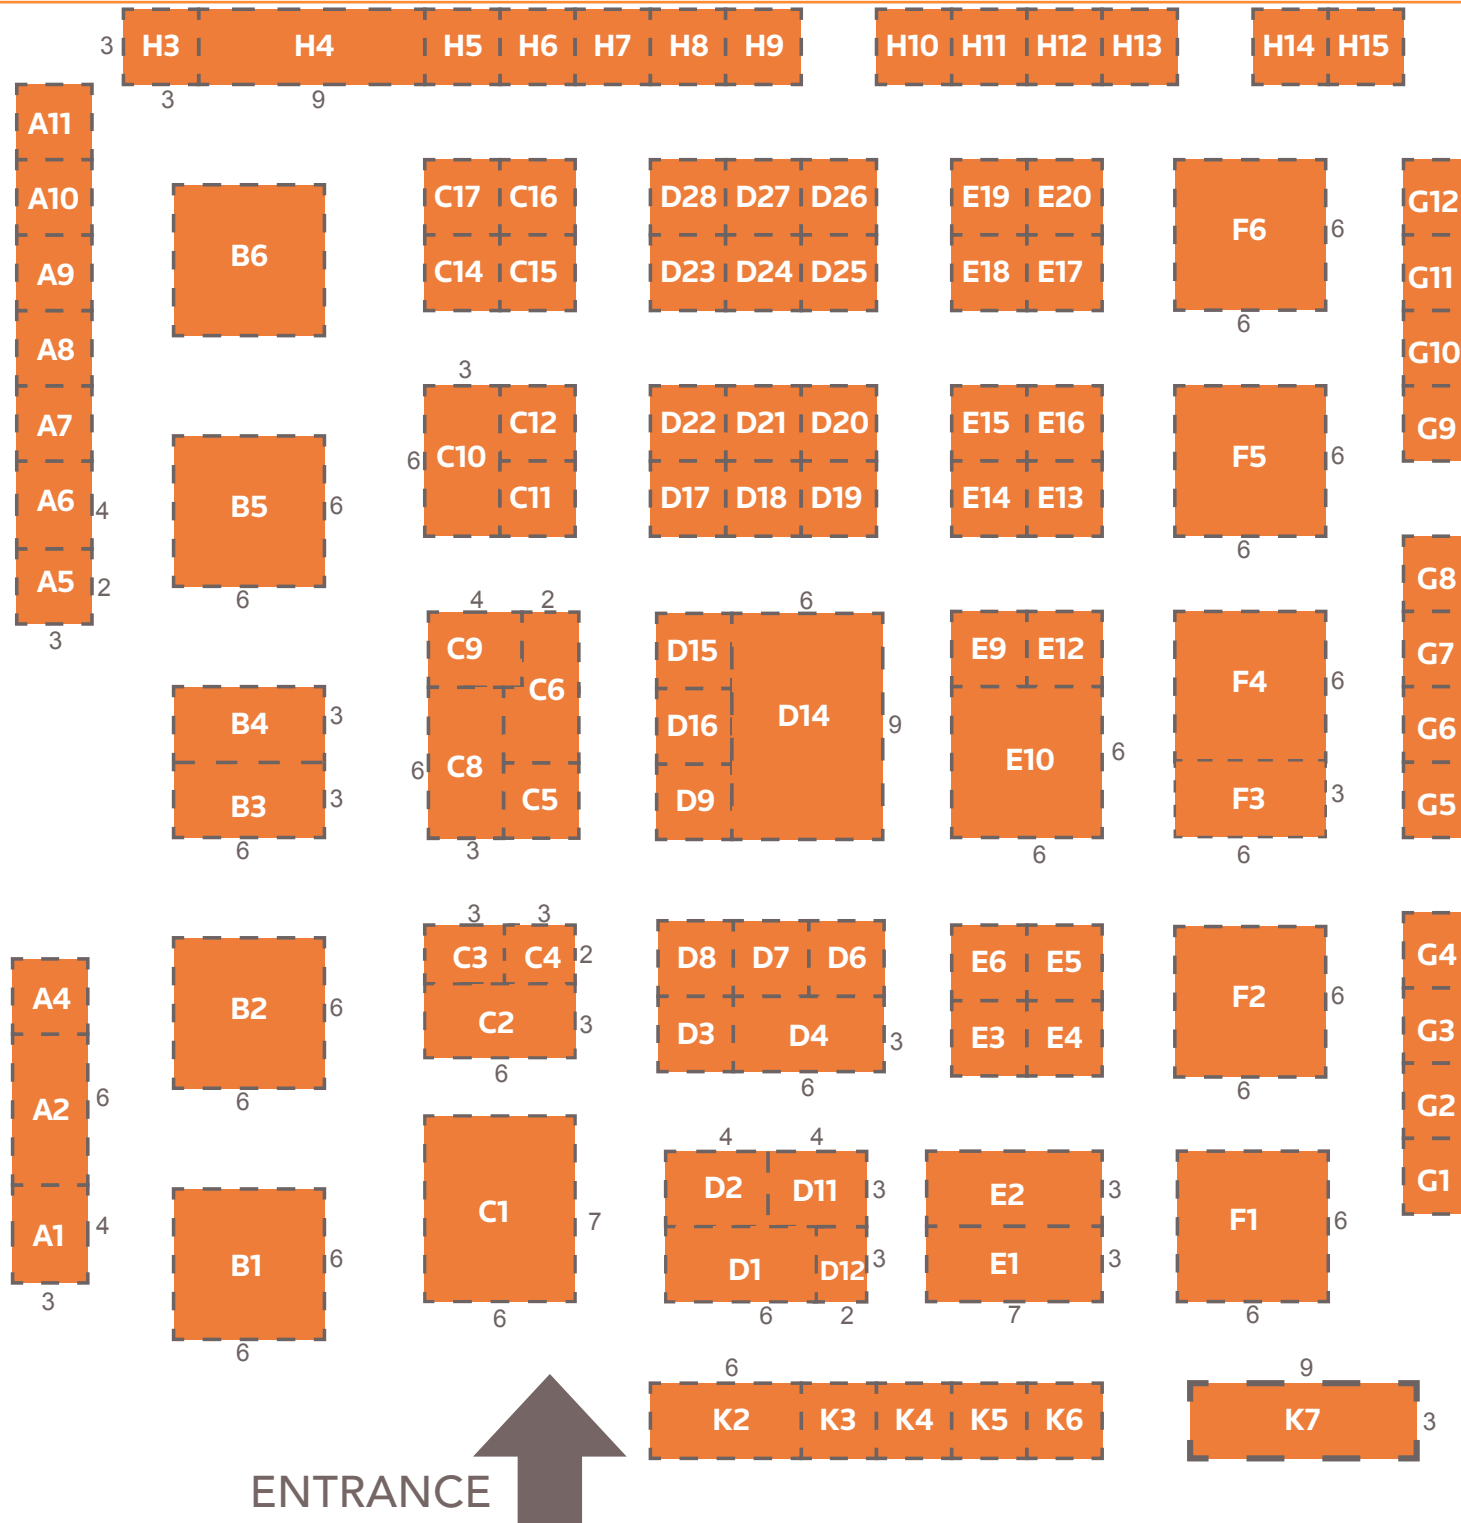 3 H3 H4 H5 H6 H7 H8 H9 H10 H11 H12 H13 H14 H15
3 9
A11
A10
A9
A8
A7
A6 4
A5 2
3
A4
A2 6
A1 4
3
B6
B5 6
6
B4 3
B3 3
6
B2 6
6
B1 6
6
C17 C16
C14 C15
3
6 C10 C12
C11
4 2
C9 C6
6 C8 C5
3
3 3
C3 C4 2
C2 3
6
C1 7
6
D28 D27 D26
D23 D24 D25
D22 D21 D20
D17 D18 D19
6
D15
D16 D14 9
D9
D8 D7 D6
D3 D4 3
6
4 4
D2 D11 3
D1 D12 3
6 2
E19 E20
E18 E17
E15 E16
E14 E13
E9 E12
E10 6
6
E6 E5
E3 E4
E2 3
E1 3
7
F6 6
6
F5 6
6
F4 6
F3 3
6
F2 6
6
F1 6
6
G12
G11
G10
G9
G8
G7
G6
G5
G4
G3
G2
G1
6
K2 K3 K4 K5 K6
9
K7 3
ENTRANCE